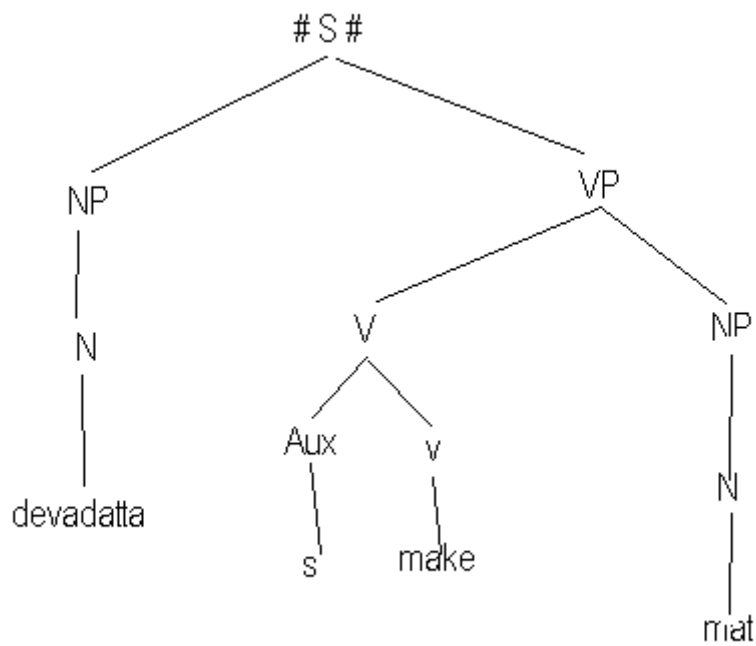 # S #
NP VP
V NP
N
Aux v
N
devadatta
s make
mat